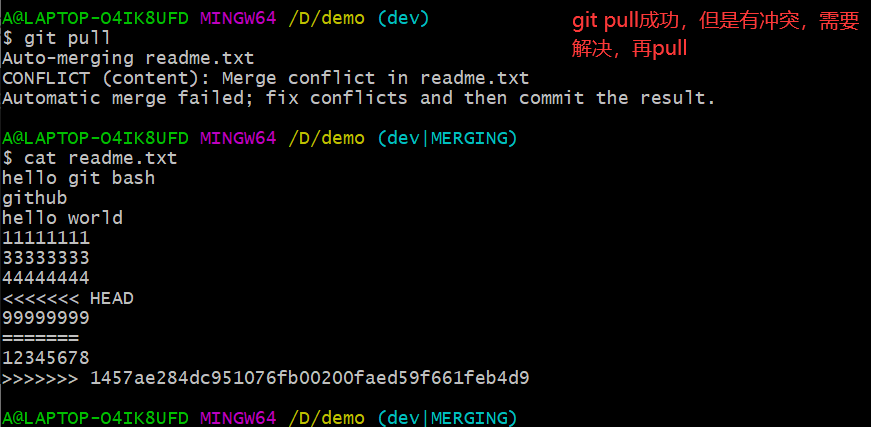 A@LAPTOP-O4IK8UFD MINGW64 /D/demo (dev)
$ git pull
Auto-merging readme.txt
CONFLICT (content): Merge conflict in readme.txt
Automatic merge failed; fix conflicts and then commit the result.
git pull成功，但是有冲突，需要
解决，再pull
A@LAPTOP-O4IK8UFD MINGW64 /D/demo (dev|MERGING)
$ cat readme.txt
hello git bash
github
hello world
11111111
33333333
44444444
<<<<<<< HEAD
99999999
=======
12345678
>>>>>>> 1457ae284dc951076fb00200faed59f661feb4d9
A@LAPTOP-O4IK8UFD MINGW64 /D/demo (dev|MERGING)